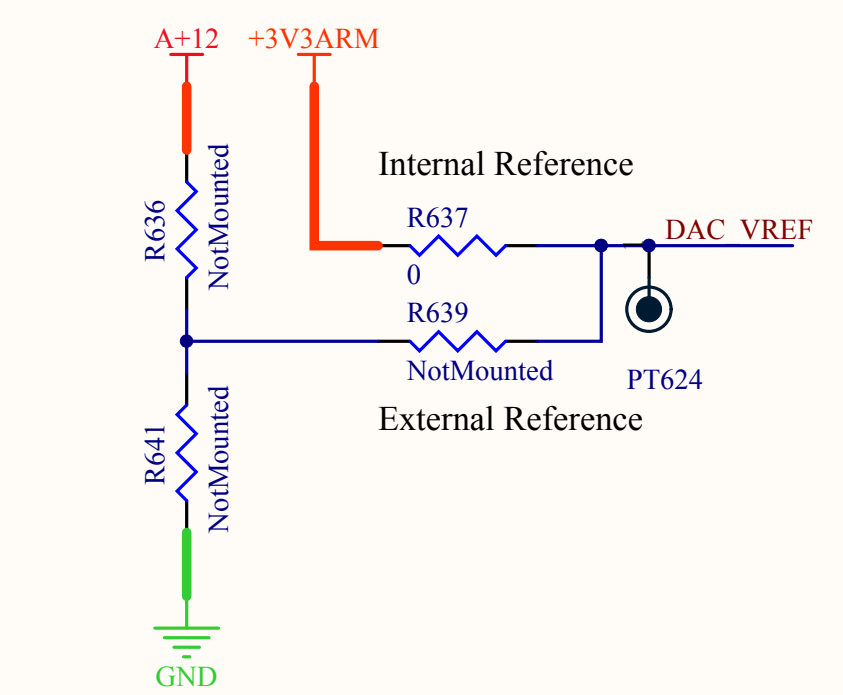 A+12
+3V3ARM
Internal Reference
R636
NotMounted
R637
0
DAC_VREF
R639
NotMounted
PT624
External Reference
R641
NotMounted
GND